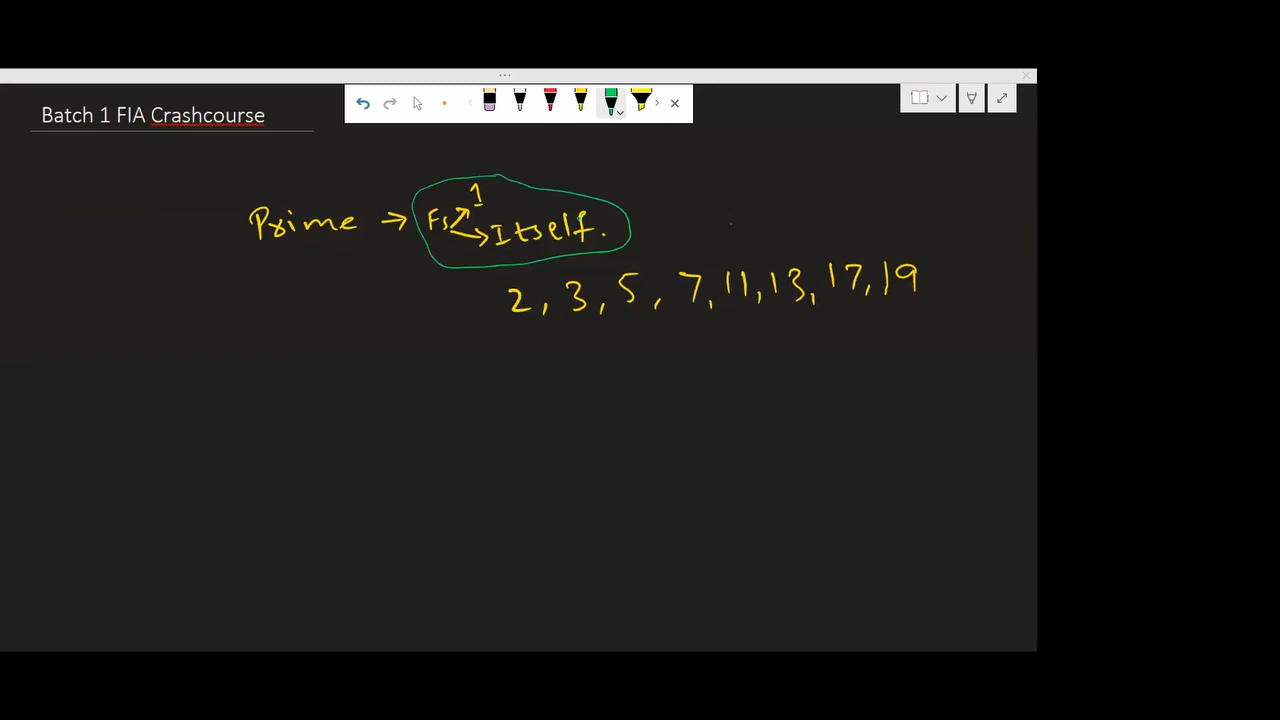 Batch 1 FIA Crashcourse
1
Prime → Fs Itself.
2, 3, 5, 7, 11, 13, 17, 19